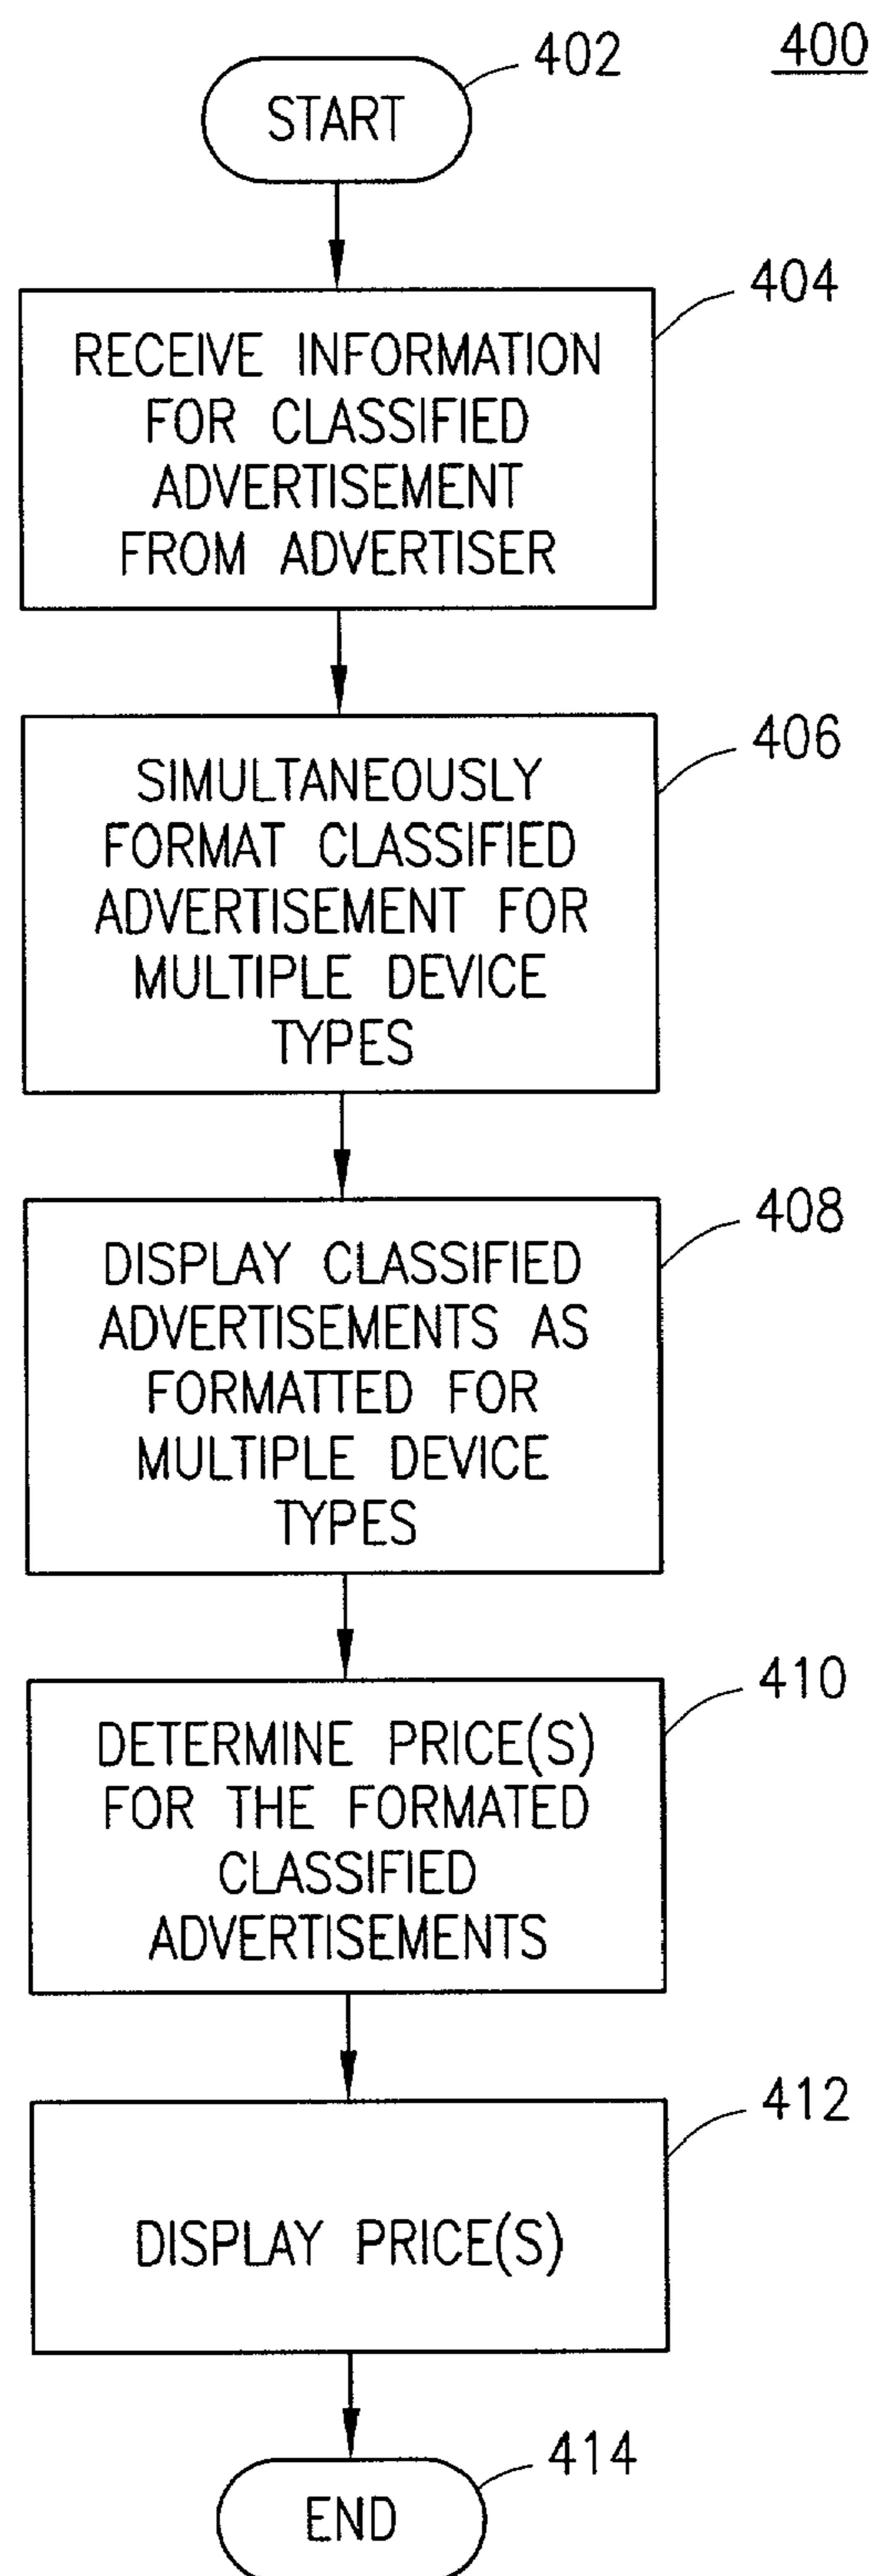 400
402
START
404
RECEIVE INFORMATION
FOR CLASSIFIED
ADVERTISEMENT
FROM ADVERTISER
406
SIMULTANEOUSLY
FORMAT CLASSIFIED
ADVERTISEMENT FOR
MULTIPLE DEVICE
TYPES
408
DISPLAY CLASSIFIED
ADVERTISEMENTS AS
FORMATTED FOR
MULTIPLE DEVICE
TYPES
410
DETERMINE PRICE(S)
FOR THE FORMATED
CLASSIFIED
ADVERTISEMENTS
412
DISPLAY PRICE(S)
414
END